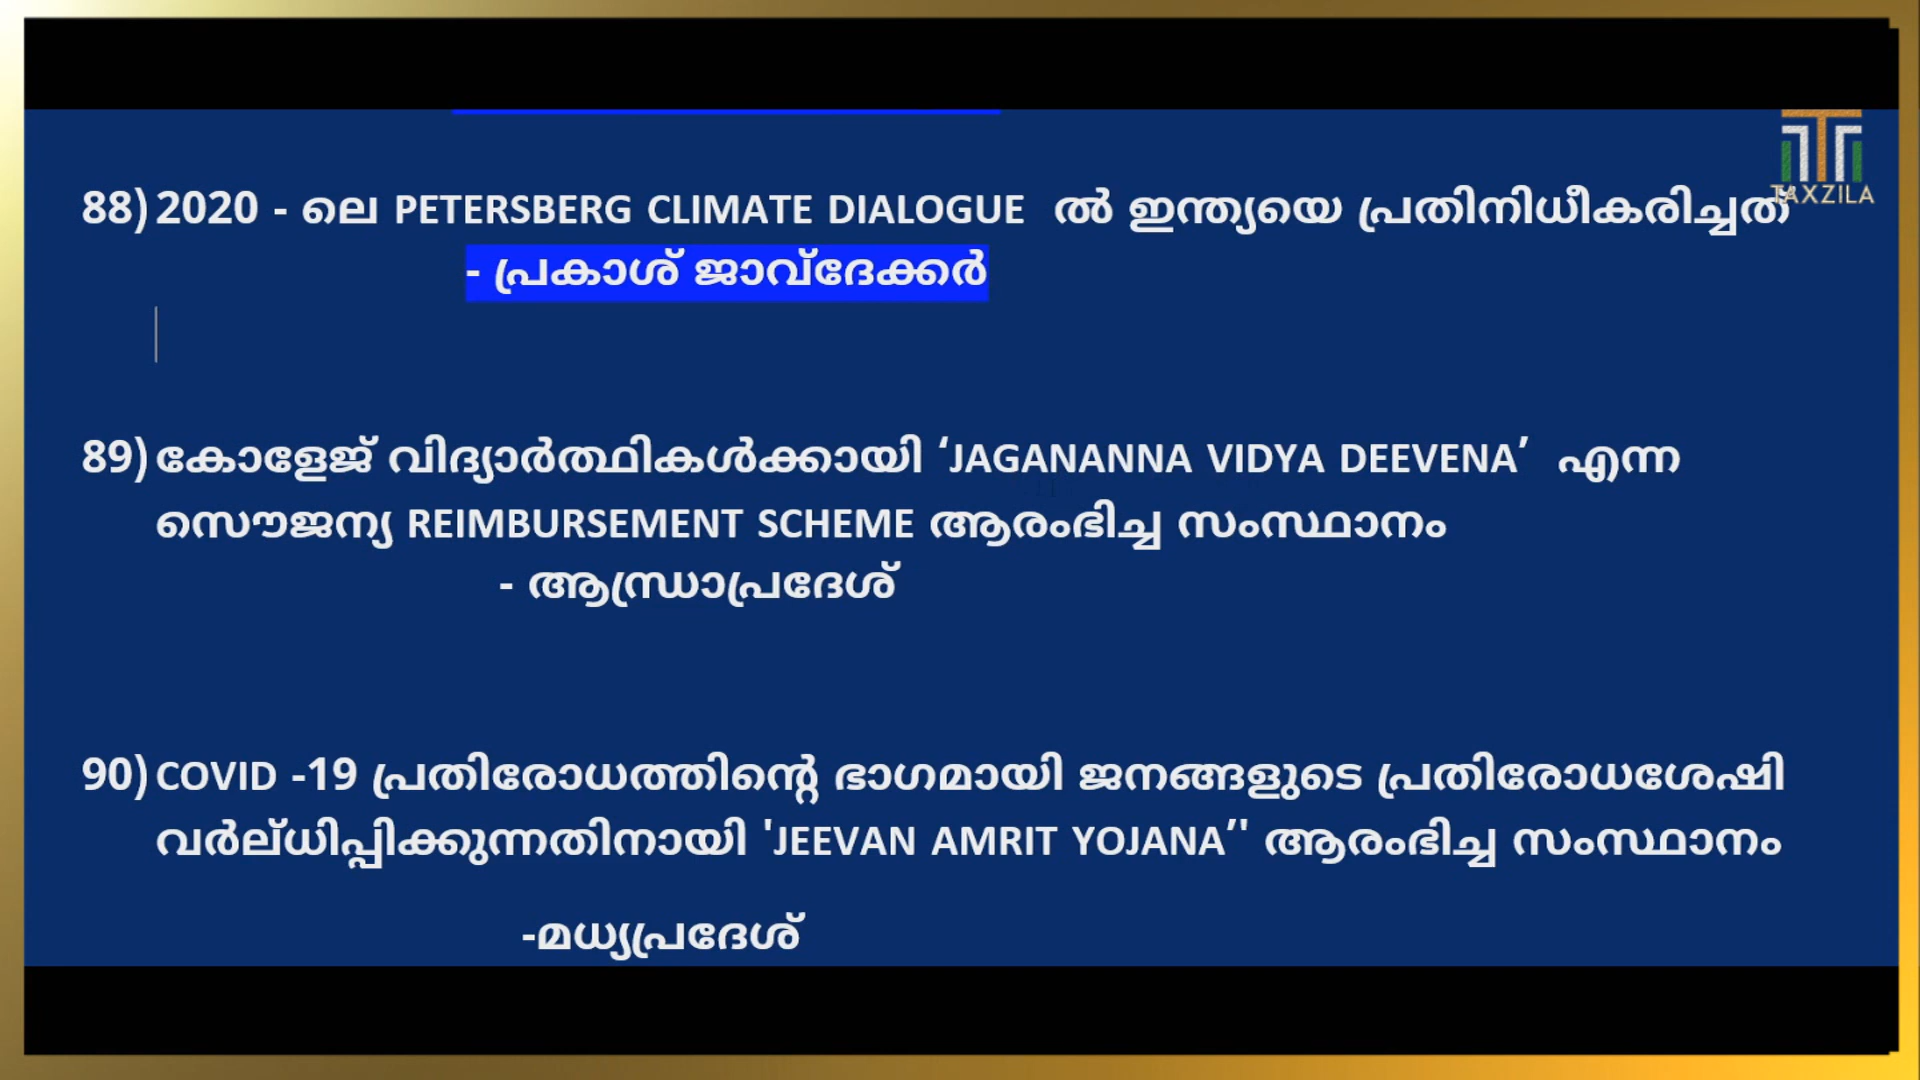 TAXZILA
88) 2020 - ലെ PETERSBERG CLIMATE DIALOGUE ൽ ഇന്ത്യയെ പ്രതിനിധീകരിച്ചത്
- പ്രകാശ് ജാവ്ദേക്കർ
89) കോളേജ് വിദ്യാർത്ഥികൾക്കായി ‘JAGANANNA VIDYA DEEVENA’ എന്ന
സൌജന്യ REIMBURSEMENT SCHEME ആരംഭിച്ച സംസ്ഥാനം
- ആന്ധ്രാപ്രദേശ്
90) COVID -19 പ്രതിരോധത്തിന്റെ ഭാഗമായി ജനങ്ങളുടെ പ്രതിരോധശേഷി
വർല്ധിപ്പിക്കുന്നതിനായി 'JEEVAN AMRIT YOJANA’' ആരംഭിച്ച സംസ്ഥാനം
-മധ്യപ്രദേശ്